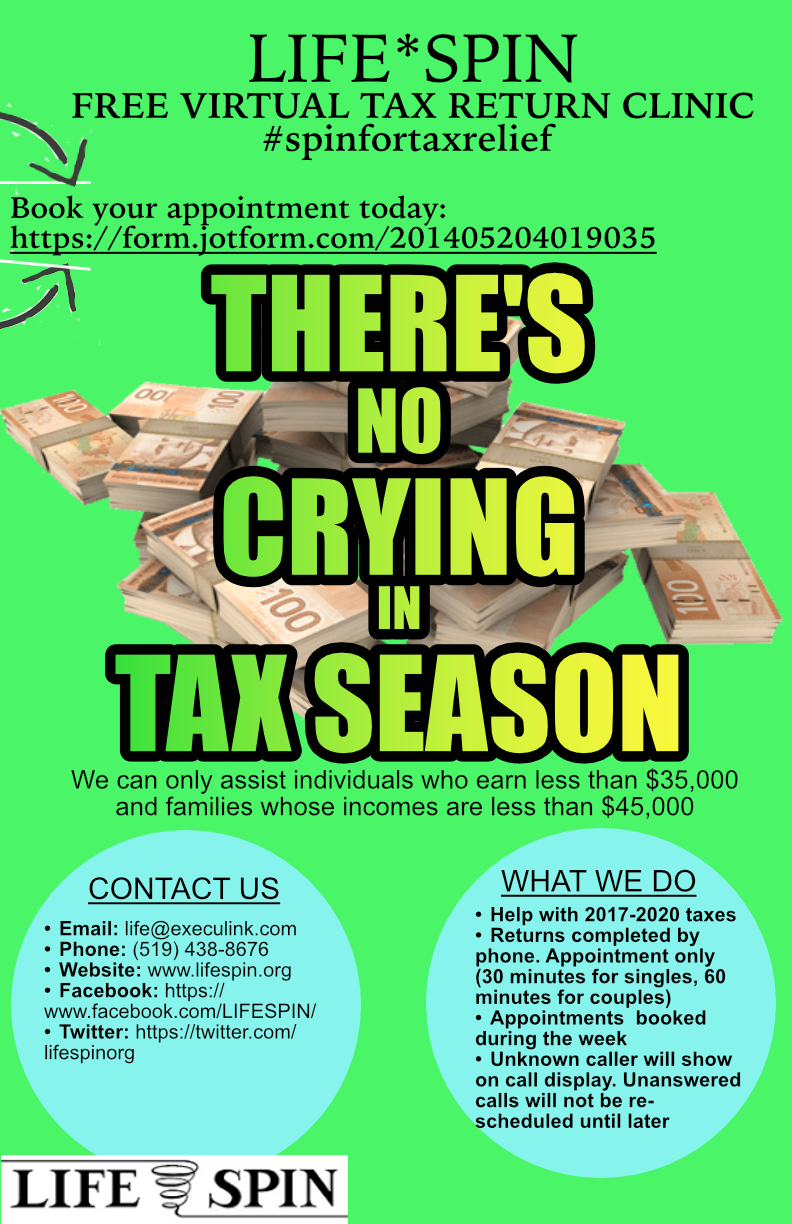 LIFE*SPIN
FREE VIRTUAL TAX RETURN CLINIC
#spinfortaxrelief
Book your appointment today:
https://form.jotform.com/201405204019035
THERE'S
NO
CRYING
IN
TAX SEASON
100
100
100
100
We can only assist individuals who earn less than $35,000
and families whose incomes are less than $45,000
CONTACT US
• Email: life@execulink.com
• Phone: (519) 438-8676
• Website: www.lifespin.org
• Facebook: https://
www.facebook.com/LIFESPIN/
• Twitter: https://twitter.com/
lifespinorg
WHAT WE DO
• Help with 2017-2020 taxes
• Returns completed by
phone. Appointment only
(30 minutes for singles, 60
minutes for couples)
• Appointments  booked
during the week
• Unknown caller will show
on call display. Unanswered
calls will not be re-
scheduled until later
LIFE SPIN